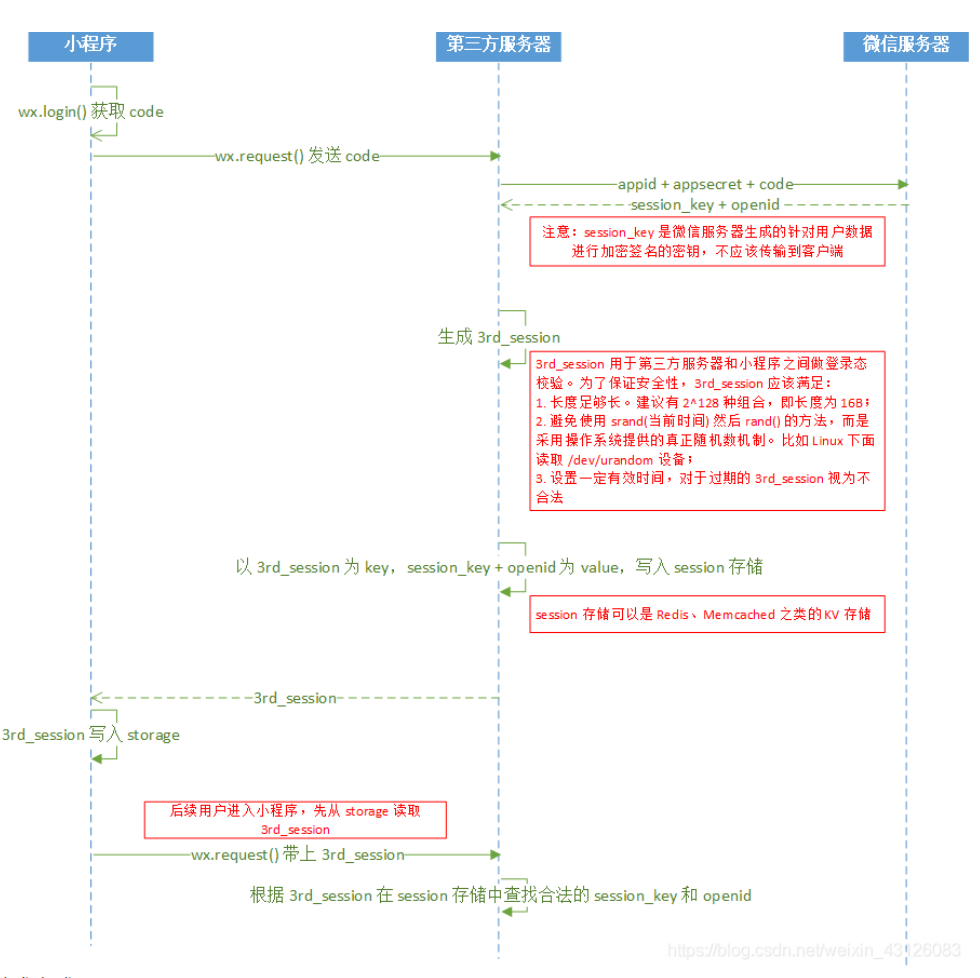 小程序
第三方服务器
微信服务器
wx.login() 获取 code
wx.request() 发送 code
appid + appsecret + code
session_key + openid
注意：session_key 是微信服务器生成的针对用户数据
进行加密签名的密钥，不应该传输到客户端
生成 3rd_session
3rd_session 用于第三方服务器和小程序之间做登录态
校验。为了保证安全性，3rd_session 应该满足：
1. 长度足够长。建议有 2^128 种组合，即长度为 16B；
2. 避免使用 srand(当前时间) 然后 rand() 的方法，而是
采用操作系统提供的真正随机数机制。比如 Linux 下面
读取 /dev/urandom 设备；
3. 设置一定有效时间，对于过期的 3rd_session 视为不
合法
以 3rd_session 为 key，session_key + openid 为 value，写入 session 存储
session 存储可以是 Redis、Memcached 之类的 KV 存储
3rd_session
3rd_session 写入 storage
后续用户进入小程序，先从 storage 读取
3rd_session
wx.request() 带上 3rd_session
根据 3rd_session 在 session 存储中查找合法的 session_key 和 openid
https://blog.csdn.net/weixin_43126083